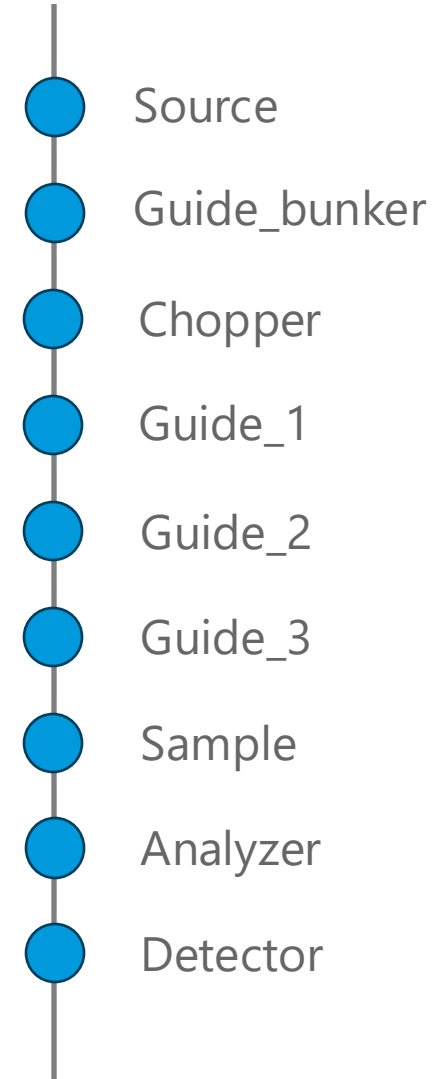 Source
Guide_bunker
Chopper
Guide_1
Guide_2
Guide_3
Sample
Analyzer
Detector